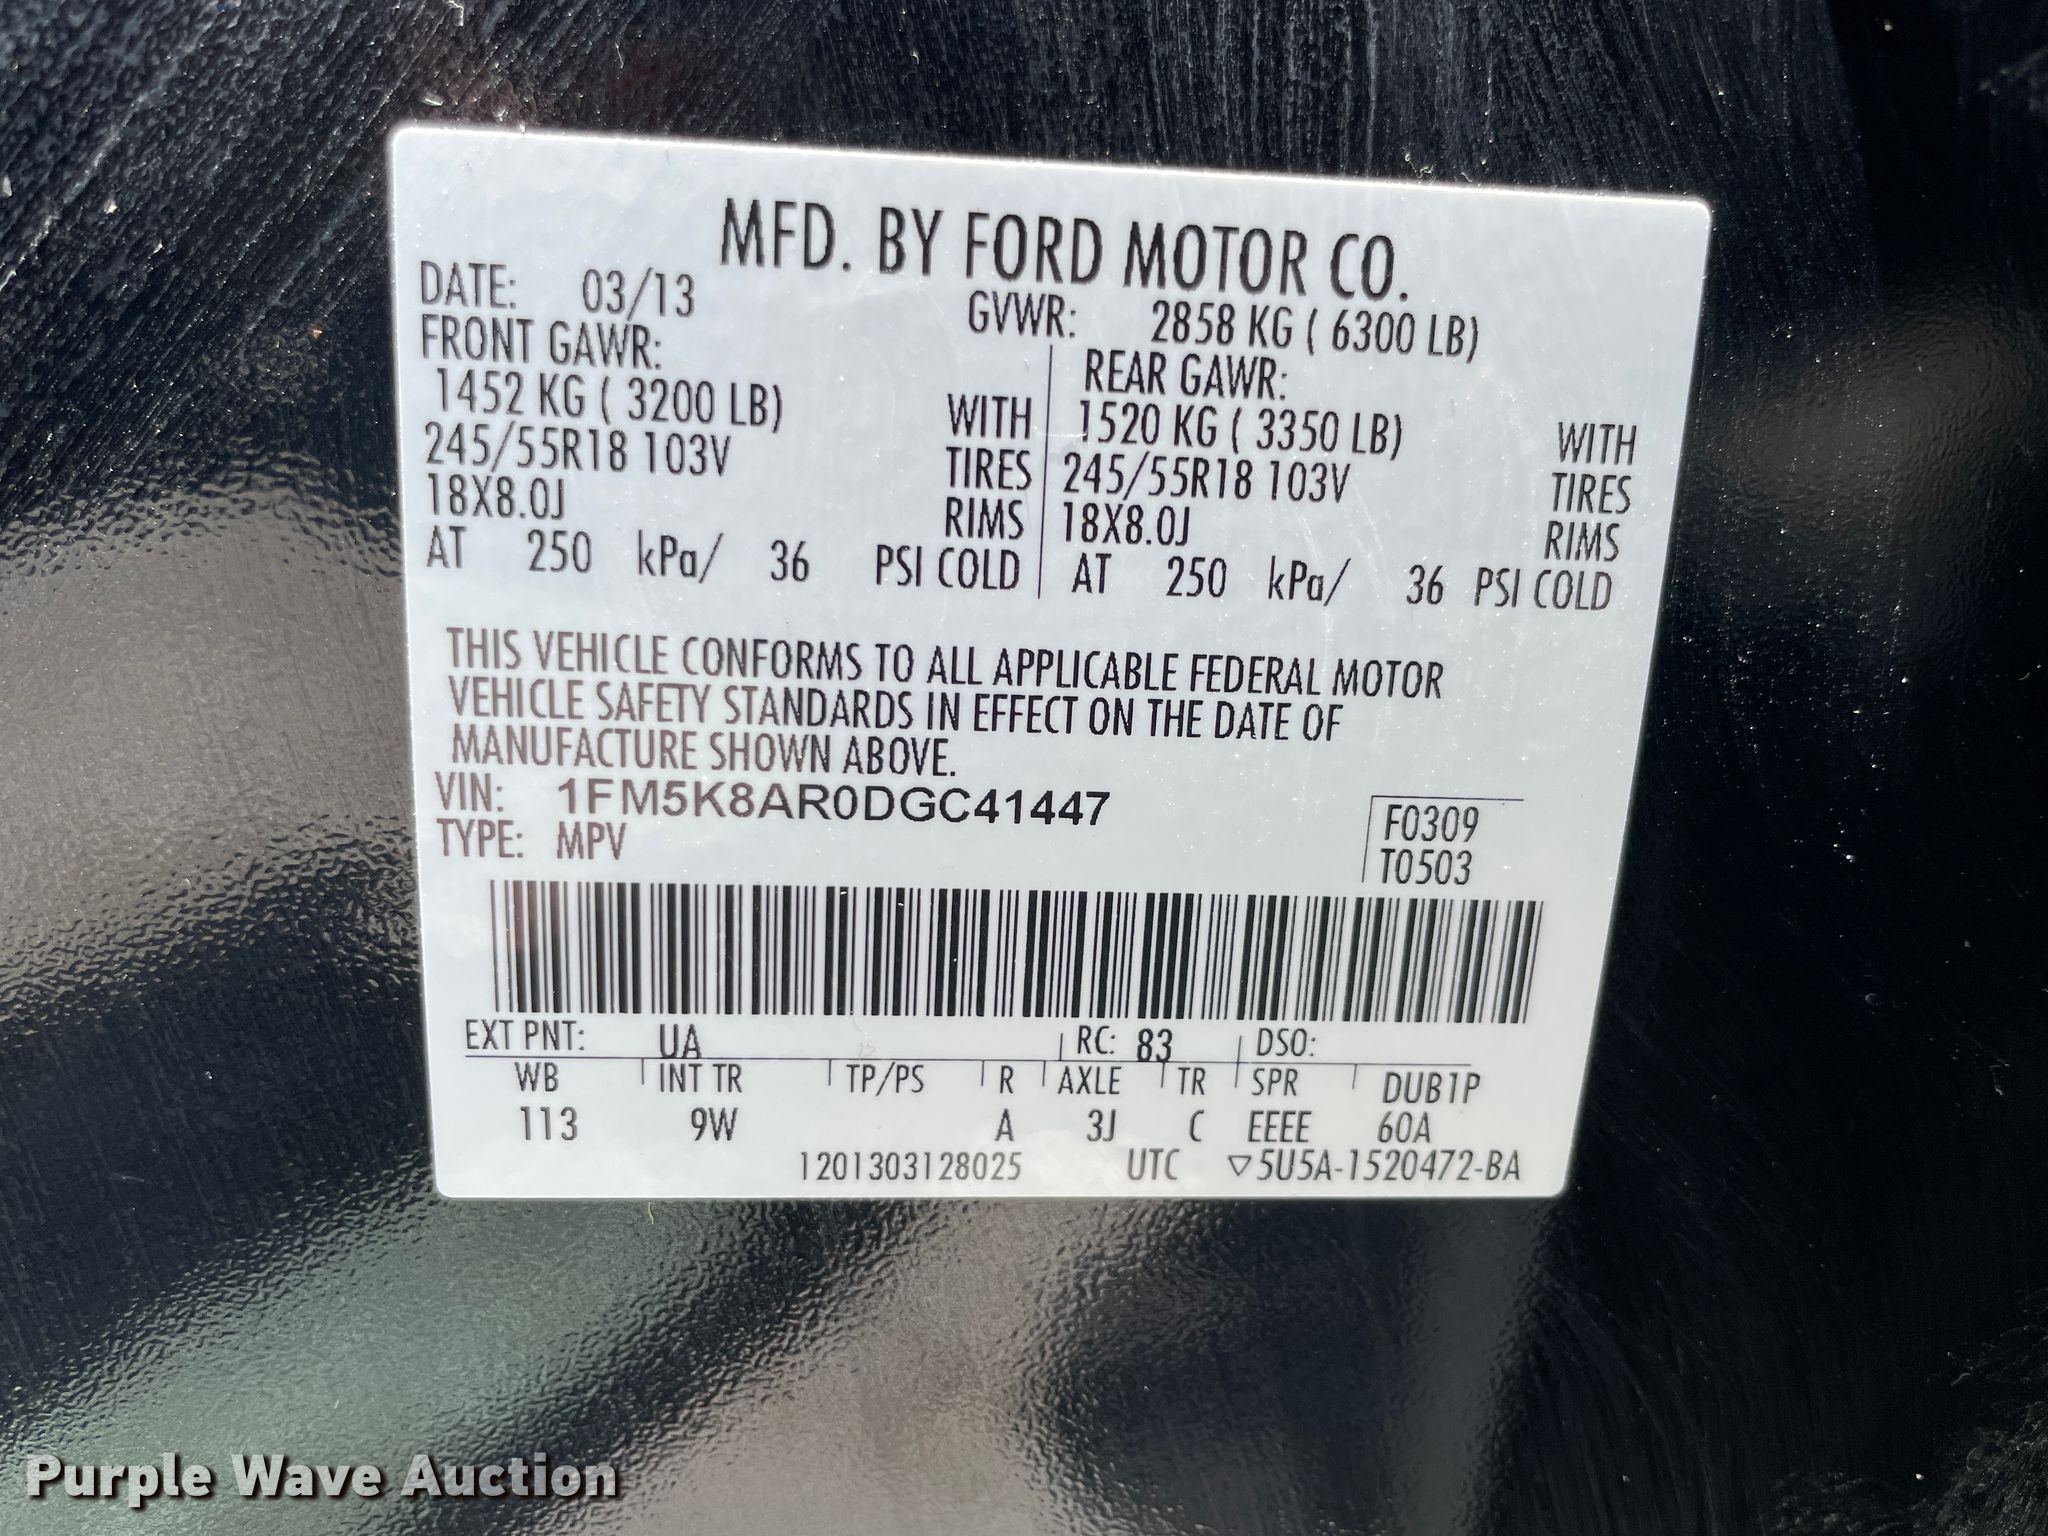 MFD. BY FORD MOTOR CO.
DATE: 03/13 GVWR: 2858 KG ( 6300 LB)
FRONT GAWR: REAR GAWR:
1452 KG ( 3200 LB) WITH 1520 KG ( 3350 LB) WITH
245/55R18 103V TIRES 245/55R18 103V TIRES
18X8.0J RIMS 18X8.0J RIMS
AT 250 kPa/ 36 PSI COLD AT 250 kPa/ 36 PSI COLD
THIS VEHICLE CONFORMS TO ALL APPLICABLE FEDERAL MOTOR
VEHICLE SAFETY STANDARDS IN EFFECT ON THE DATE OF
MANUFACTURE SHOWN ABOVE.
VIN: 1FM5K8AR0DGC41447 F0309
TYPE: MPV T0503
EXT PNT: UA RC: 83 DSO:
WB INT TR TP/PS R AXLE TR SPR DUB1P
113 9W A 3J C EEEE 60A
1201303128025 UTC ▽5U5A-1520472-BA
Purple Wave Auction